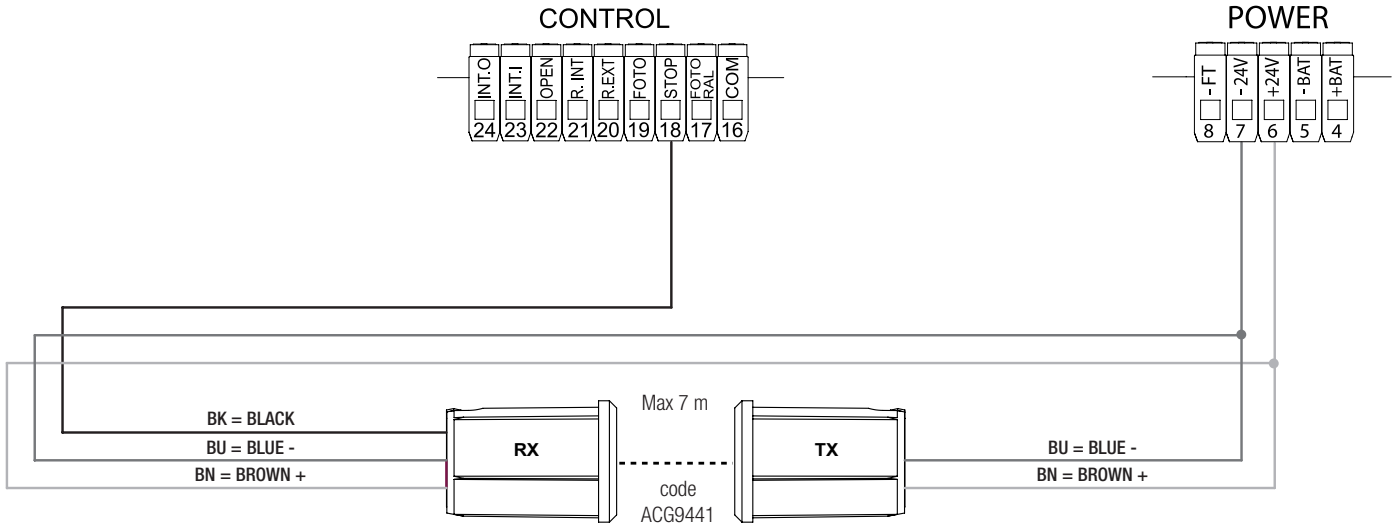 CONTROL
INT.O
INT.I
OPEN
R. INT
R.EXT
FOTO
STOP
FOTO
RAL
COM
24 23 22 21 20 19 18 17 16
POWER
- FT
- 24V
+24V
- BAT
+BAT
8 7 6 5 4
BK = BLACK
BU = BLUE -
BN = BROWN +
RX
Max 7 m
code
ACG9441
TX
BU = BLUE -
BN = BROWN +